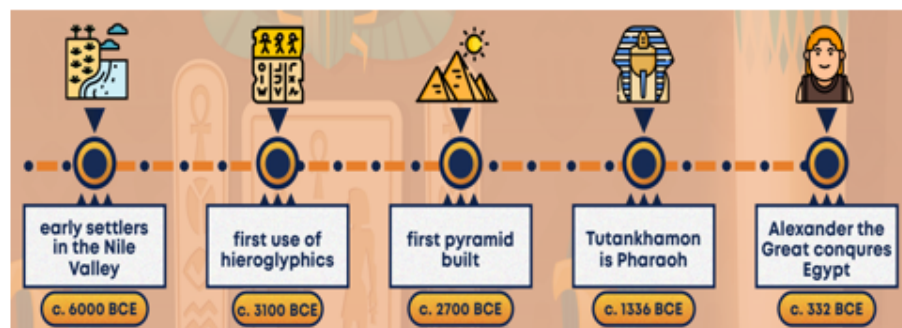 early settlers
in the Nile
Valley
c. 6000 BCE
first use of
hieroglyphics
c. 3100 BCE
first pyramid
built
c. 2700 BCE
Tutankhamon
is Pharaoh
c. 1336 BCE
Alexander the
Great conqures
Egypt
c. 332 BCE